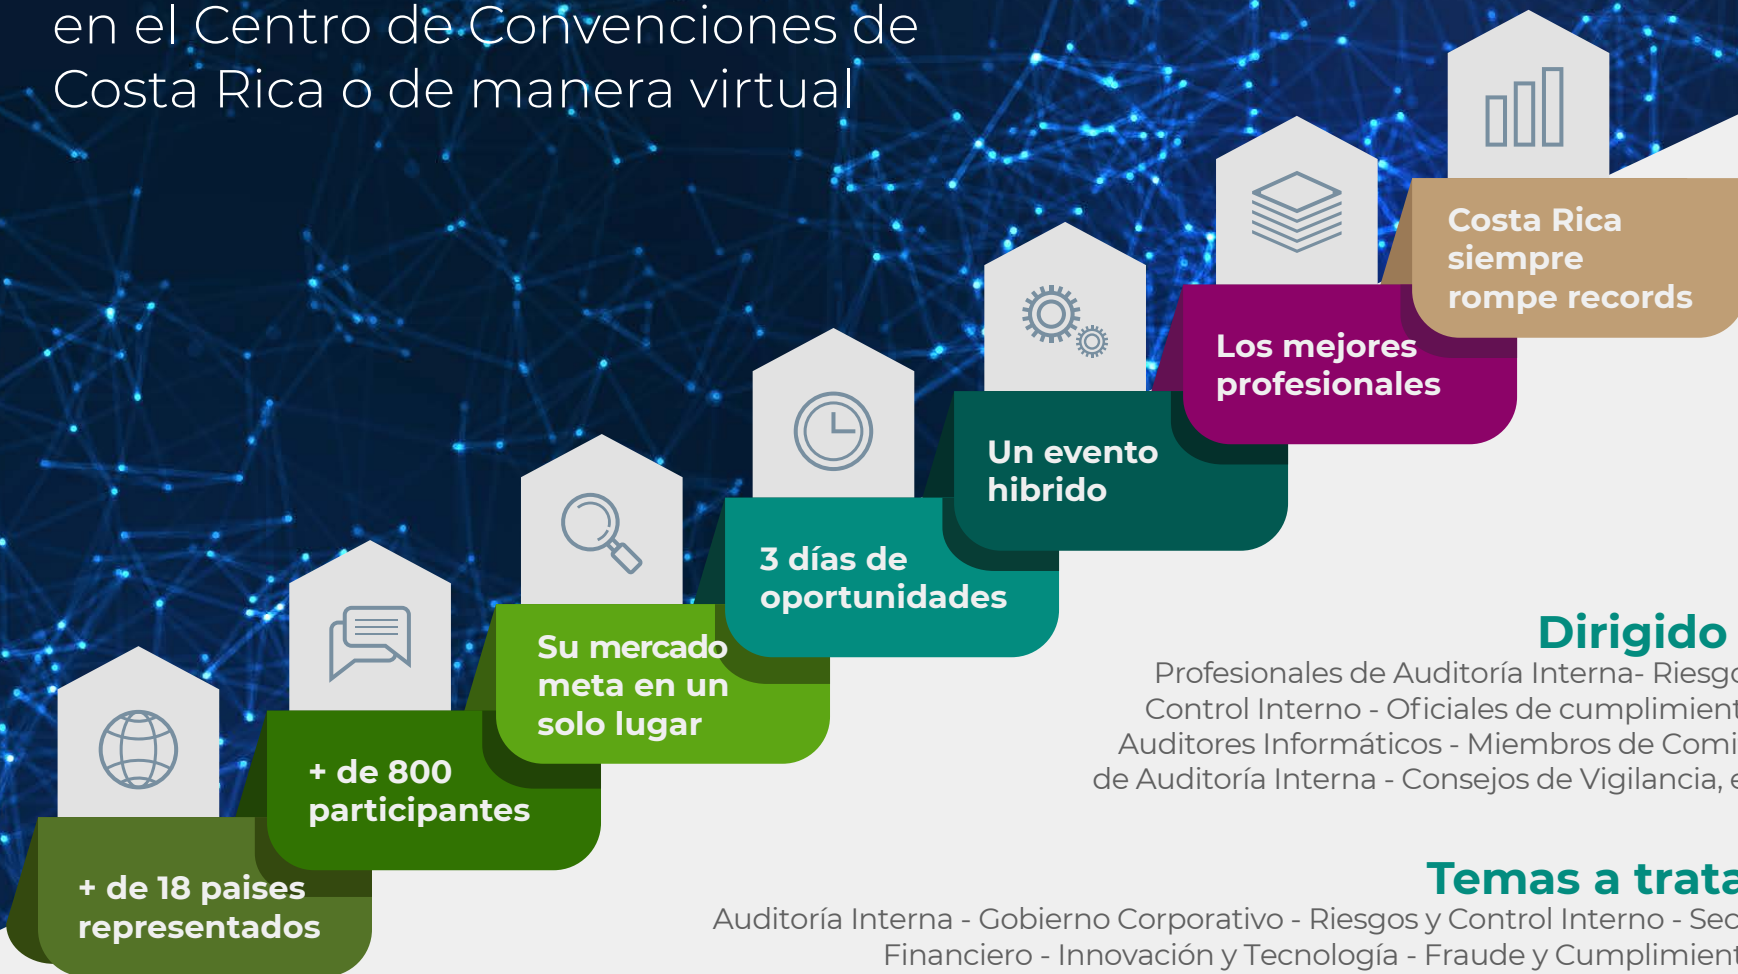 en el Centro de Convenciones de
Costa Rica o de manera virtual
Costa Rica
siempre
rompe records
Los mejores
profesionales
Un evento
hibrido
3 días de
oportunidades
Su mercado
meta en un
solo lugar
+ de 800
participantes
+ de 18 paises
representados
Dirigido
Profesionales de Auditoría Interna- Riesgo
Control Interno - Oficiales de cumplimient
Auditores Informáticos - Miembros de Comi
de Auditoría Interna - Consejos de Vigilancia, e
Temas a trata
Auditoría Interna - Gobierno Corporativo - Riesgos y Control Interno - Sec
Financiero - Innovación y Tecnología - Fraude y Cumplimient